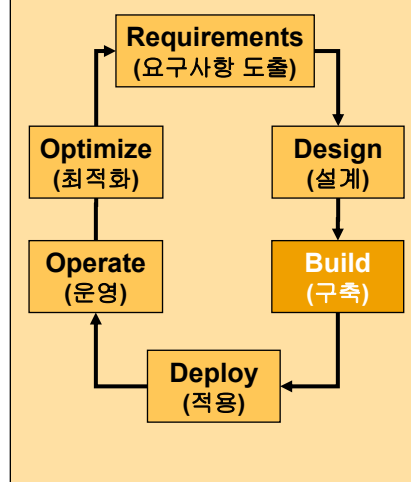 Requirements
(요구사항 도출)
Optimize
(최적화)
Design
(설계)
Operate
(운영)
Build
(구축)
Deploy
(적용)